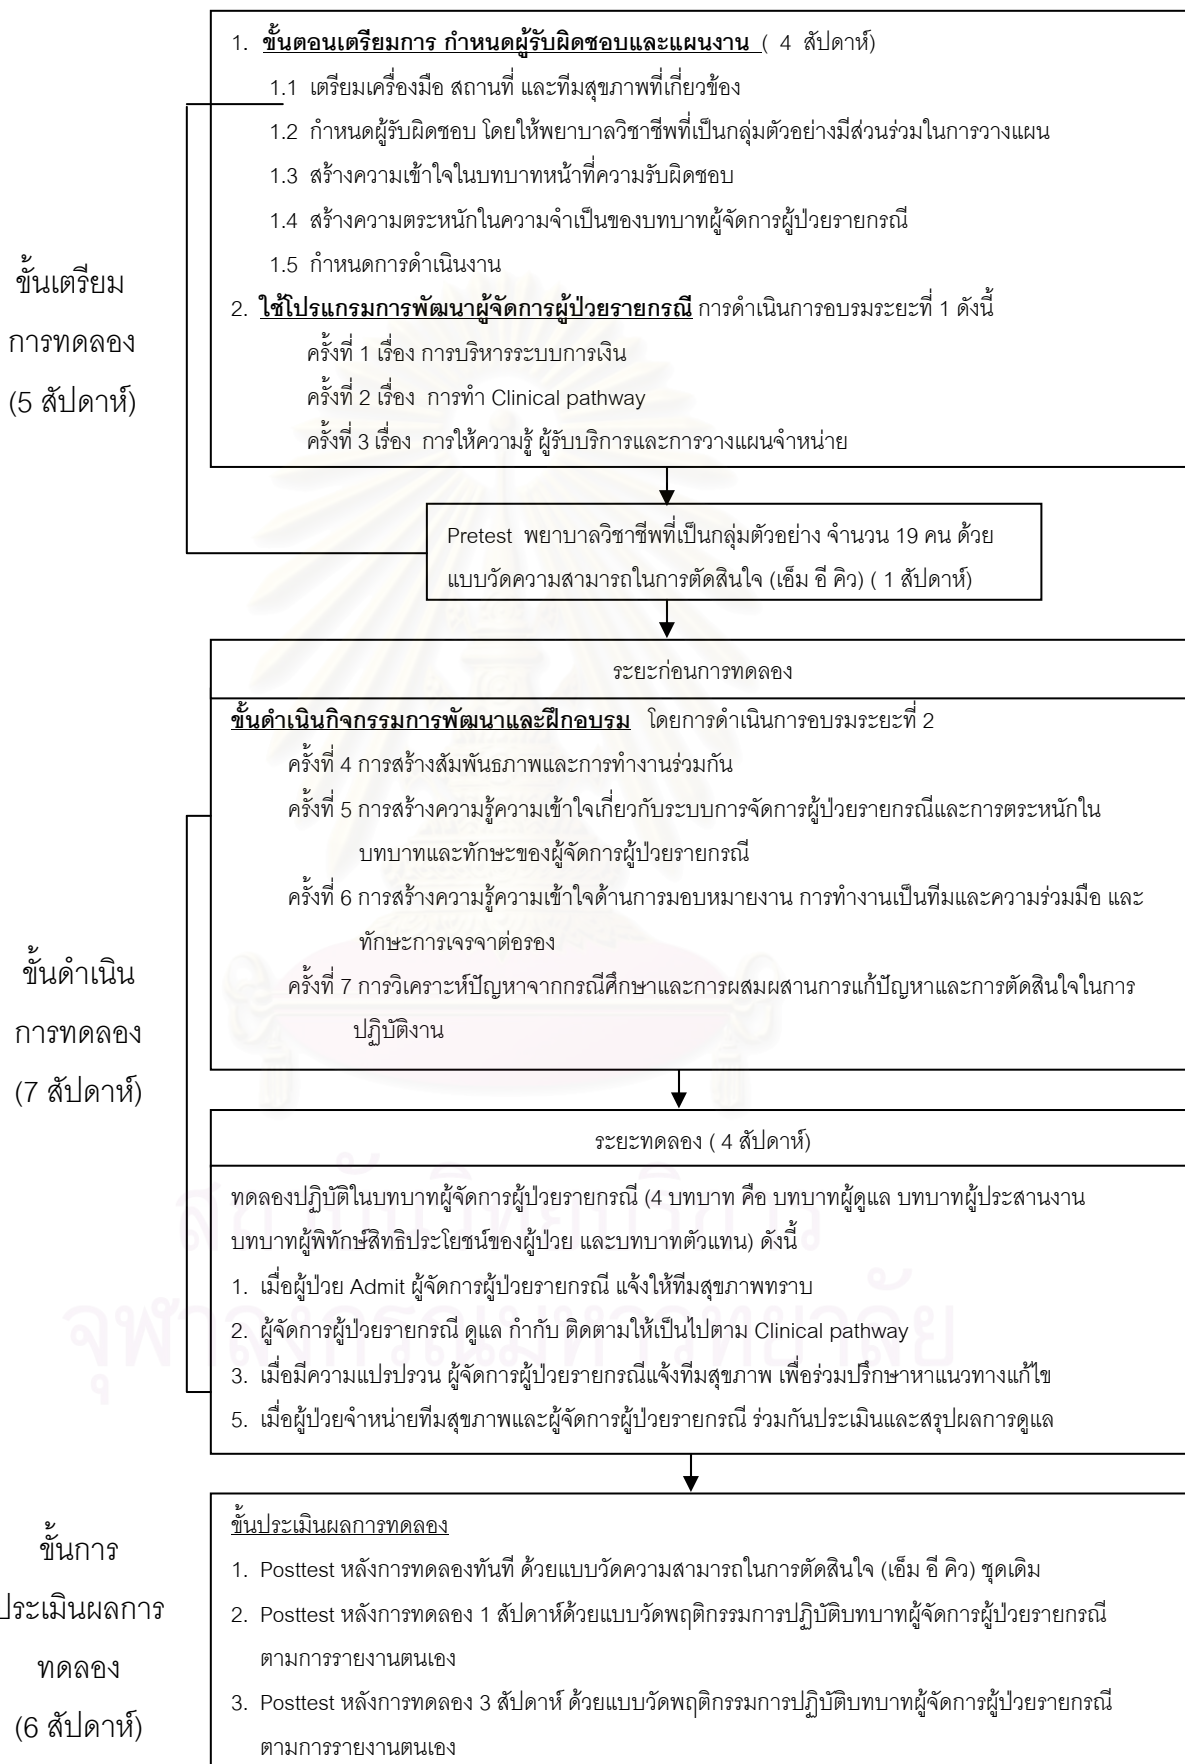 1. ขั้นตอนเตรียมการ กำหนดผู้รับผิดชอบและแผนงาน ( 4 สัปดาห์)
1.1 เตรียมเครื่องมือ สถานที่ และทีมสุขภาพที่เกี่ยวข้อง
1.2 กำหนดผู้รับผิดชอบ โดยให้พยาบาลวิชาชีพที่เป็นกลุ่มตัวอย่างมีส่วนร่วมในการวางแผน
1.3 สร้างความเข้าใจในบทบาทหน้าที่ความรับผิดชอบ
1.4 สร้างความตระหนักในความจำเป็นของบทบาทผู้จัดการผู้ป่วยรายกรณี
1.5 กำหนดการดำเนินงาน
2. ใช้โปรแกรมการพัฒนาผู้จัดการผู้ป่วยรายกรณี การดำเนินการอบรมระยะที่ 1 ดังนี้
ครั้งที่ 1 เรื่อง การบริหารระบบการเงิน
ครั้งที่ 2 เรื่อง การทำ Clinical pathway
ครั้งที่ 3 เรื่อง การให้ความรู้ ผู้รับบริการและการวางแผนจำหน่าย
ขั้นเตรียม
การทดลอง
(5 สัปดาห์)
Pretest พยาบาลวิชาชีพที่เป็นกลุ่มตัวอย่าง จำนวน 19 คน ด้วย
แบบวัดความสามารถในการตัดสินใจ (เอ็ม อี คิว) ( 1 สัปดาห์)
ระยะก่อนการทดลอง
ขั้นดำเนินกิจกรรมการพัฒนาและฝึกอบรม โดยการดำเนินการอบรมระยะที่ 2
ครั้งที่ 4 การสร้างสัมพันธภาพและการทำงานร่วมกัน
ครั้งที่ 5 การสร้างความรู้ความเข้าใจเกี่ยวกับระบบการจัดการผู้ป่วยรายกรณีและการตระหนักใน
บทบาทและทักษะของผู้จัดการผู้ป่วยรายกรณี
ครั้งที่ 6 การสร้างความรู้ความเข้าใจด้านการมอบหมายงาน การทำงานเป็นทีมและความร่วมมือ และ
ทักษะการเจรจาต่อรอง
ครั้งที่ 7 การวิเคราะห์ปัญหาจากกรณีศึกษาและการผสมผสานการแก้ปัญหาและการตัดสินใจในการ
ปฏิบัติงาน
ขั้นดำเนิน
การทดลอง
(7 สัปดาห์)
ระยะทดลอง ( 4 สัปดาห์)
ทดลองปฏิบัติในบทบาทผู้จัดการผู้ป่วยรายกรณี (4 บทบาท คือ บทบาทผู้ดูแล บทบาทผู้ประสานงาน
บทบาทผู้พิทักษ์สิทธิประโยชน์ของผู้ป่วย และบทบาทตัวแทน) ดังนี้
1. เมื่อผู้ป่วย Admit ผู้จัดการผู้ป่วยรายกรณี แจ้งให้ทีมสุขภาพทราบ
2. ผู้จัดการผู้ป่วยรายกรณี ดูแล กำกับ ติดตามให้เป็นไปตาม Clinical pathway
3. เมื่อมีความแปรปรวน ผู้จัดการผู้ป่วยรายกรณีแจ้งทีมสุขภาพ เพื่อร่วมปรึกษาหาแนวทางแก้ไข
5. เมื่อผู้ป่วยจำหน่ายทีมสุขภาพและผู้จัดการผู้ป่วยรายกรณี ร่วมกันประเมินและสรุปผลการดูแล
สถาบันวิทยบริการ
จุฬาลงกรณ์มหาวิทยาลัย
ขั้นการ
ประเมินผลการ
ทดลอง
(6 สัปดาห์)
ขั้นประเมินผลการทดลอง
1. Posttest หลังการทดลองทันที ด้วยแบบวัดความสามารถในการตัดสินใจ (เอ็ม อี คิว) ชุดเดิม
2. Posttest หลังการทดลอง 1 สัปดาห์ด้วยแบบวัดพฤติกรรมการปฏิบัติบทบาทผู้จัดการผู้ป่วยรายกรณี
ตามการรายงานตนเอง
3. Posttest หลังการทดลอง 3 สัปดาห์ ด้วยแบบวัดพฤติกรรมการปฏิบัติบทบาทผู้จัดการผู้ป่วยรายกรณี
ตามการรายงานตนเอง